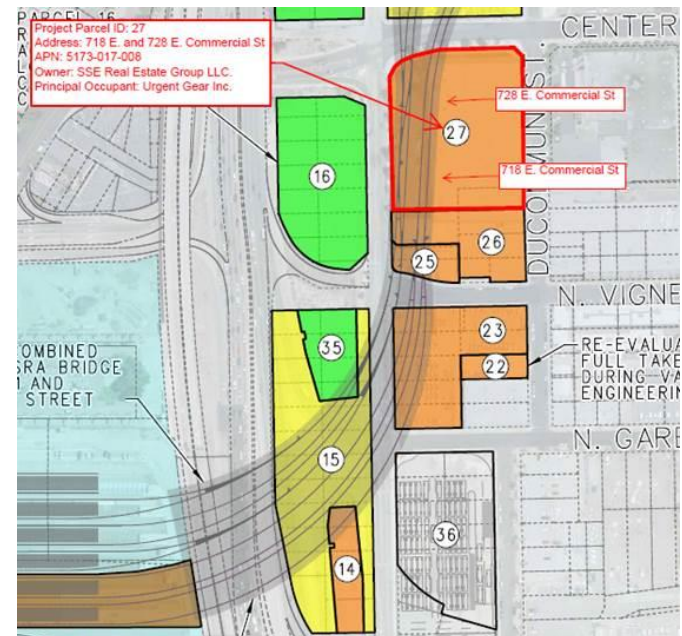 PARCEL 16
Project Parcel ID: 27
Address: 718 E. and 728 E. Commercial St
APN: 5173-017-008
Owner: SSE Real Estate Group LLC.
Principal Occupant: Urgent Gear Inc.
CENTER
728 E. Commercial St
27
718 E. Commercial St
16
DUCOMMUN ST.
26
25
N. VIGNE
23
35
22
RE-EVALUA
FULL TAKE
DURING VA
ENGINEERIN
OMBINED
SRA BRIDGE
M AND
STREET
N. GARE
15
36
14